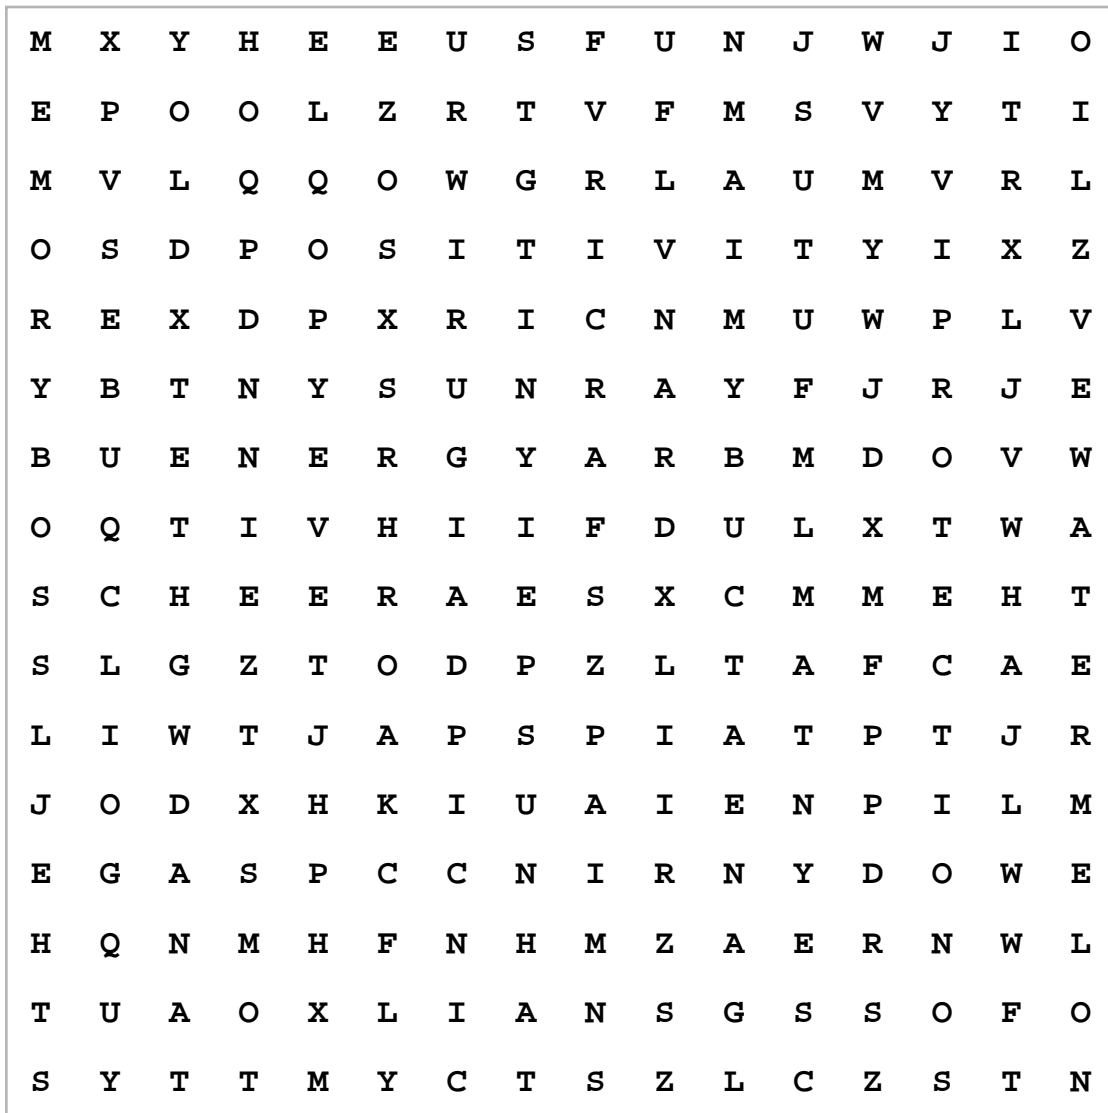 M X Y H E E U S F U N J W J I O
E P O O L Z R T V F M S V Y T I
M V L Q Q O W G R L A U M V R L
O S D P O S I T I V I T Y I X Z
R E X D P X R I C N M U W P L V
Y B T N Y S U N R A Y F J R J E
B U E N E R G Y A R B M D O V W
O Q T I V H I I F D U L X T W A
S C H E E R A E S X C M M E H T
S L G Z T O D P Z L T A F C A E
L I W T J A P S P I A T P T J R
J O D X H K I U A I E N P I L M
E G A S P C C N I R N Y D O W E
H Q N M H F N H M Z A E R N W L
T U A O X L I A N S G S S O F O
S Y T T M Y C T S Z L C Z S T N